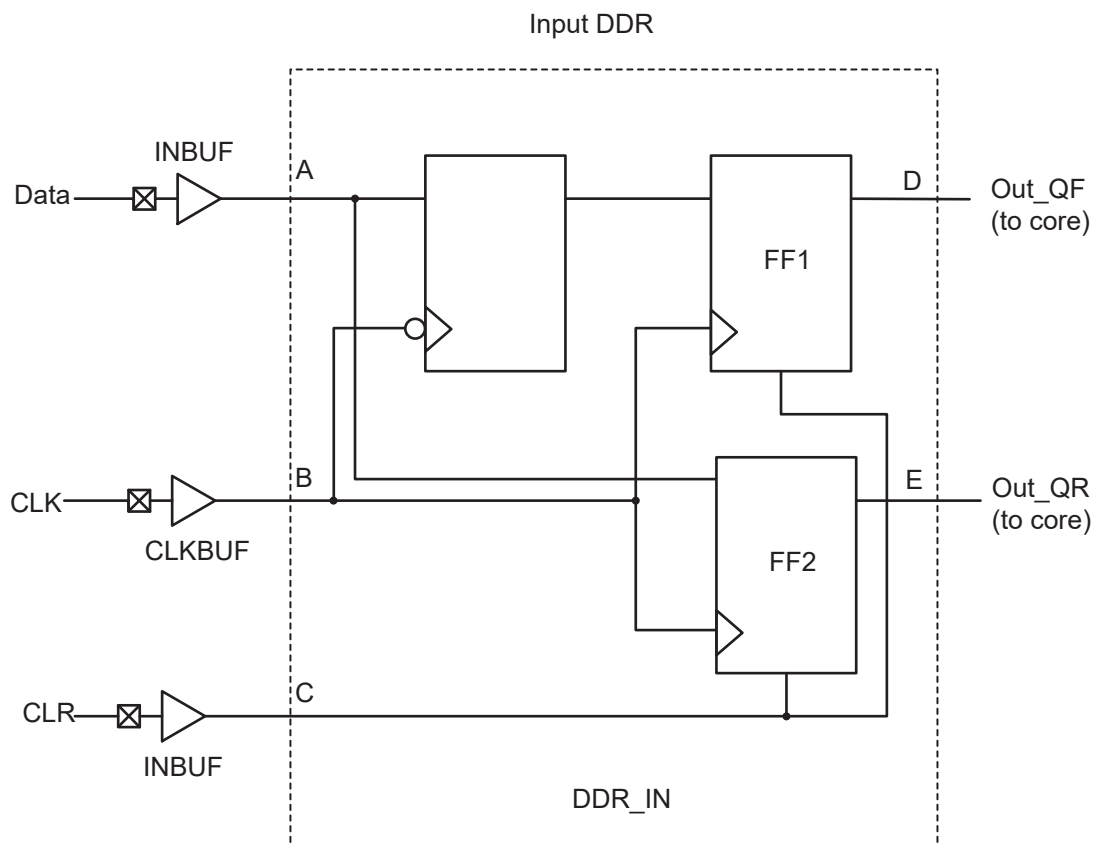 Input DDR
INBUF
A
Data
D
Out_QF
(to core)
FF1
B
CLK
CLKBUF
E
Out_QR
(to core)
FF2
C
CLR
INBUF
DDR_IN